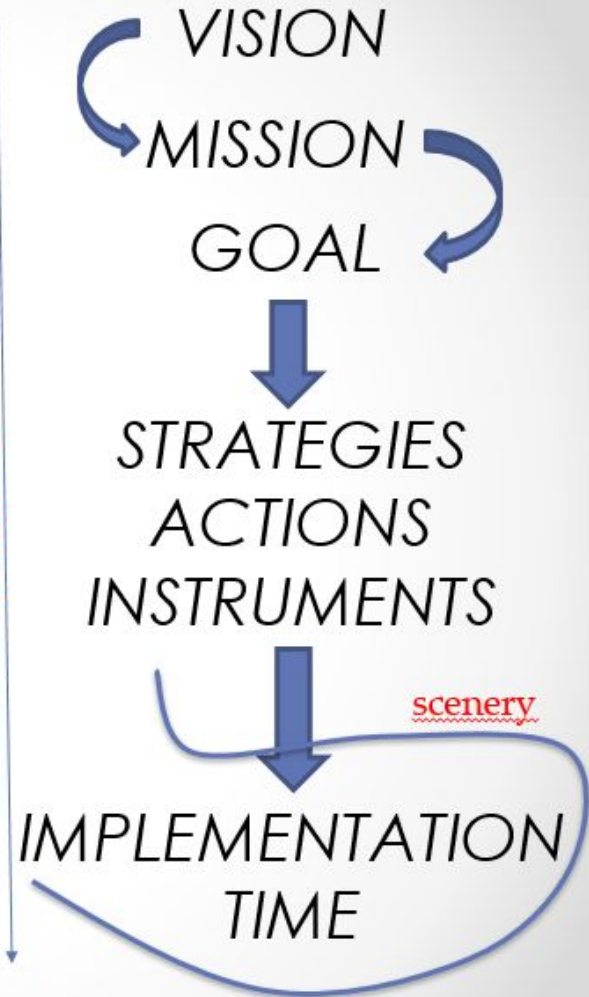 VISION
MISSION
GOAL
STRATEGIES
ACTIONS
INSTRUMENTS
scenery
IMPLEMENTATION
TIME